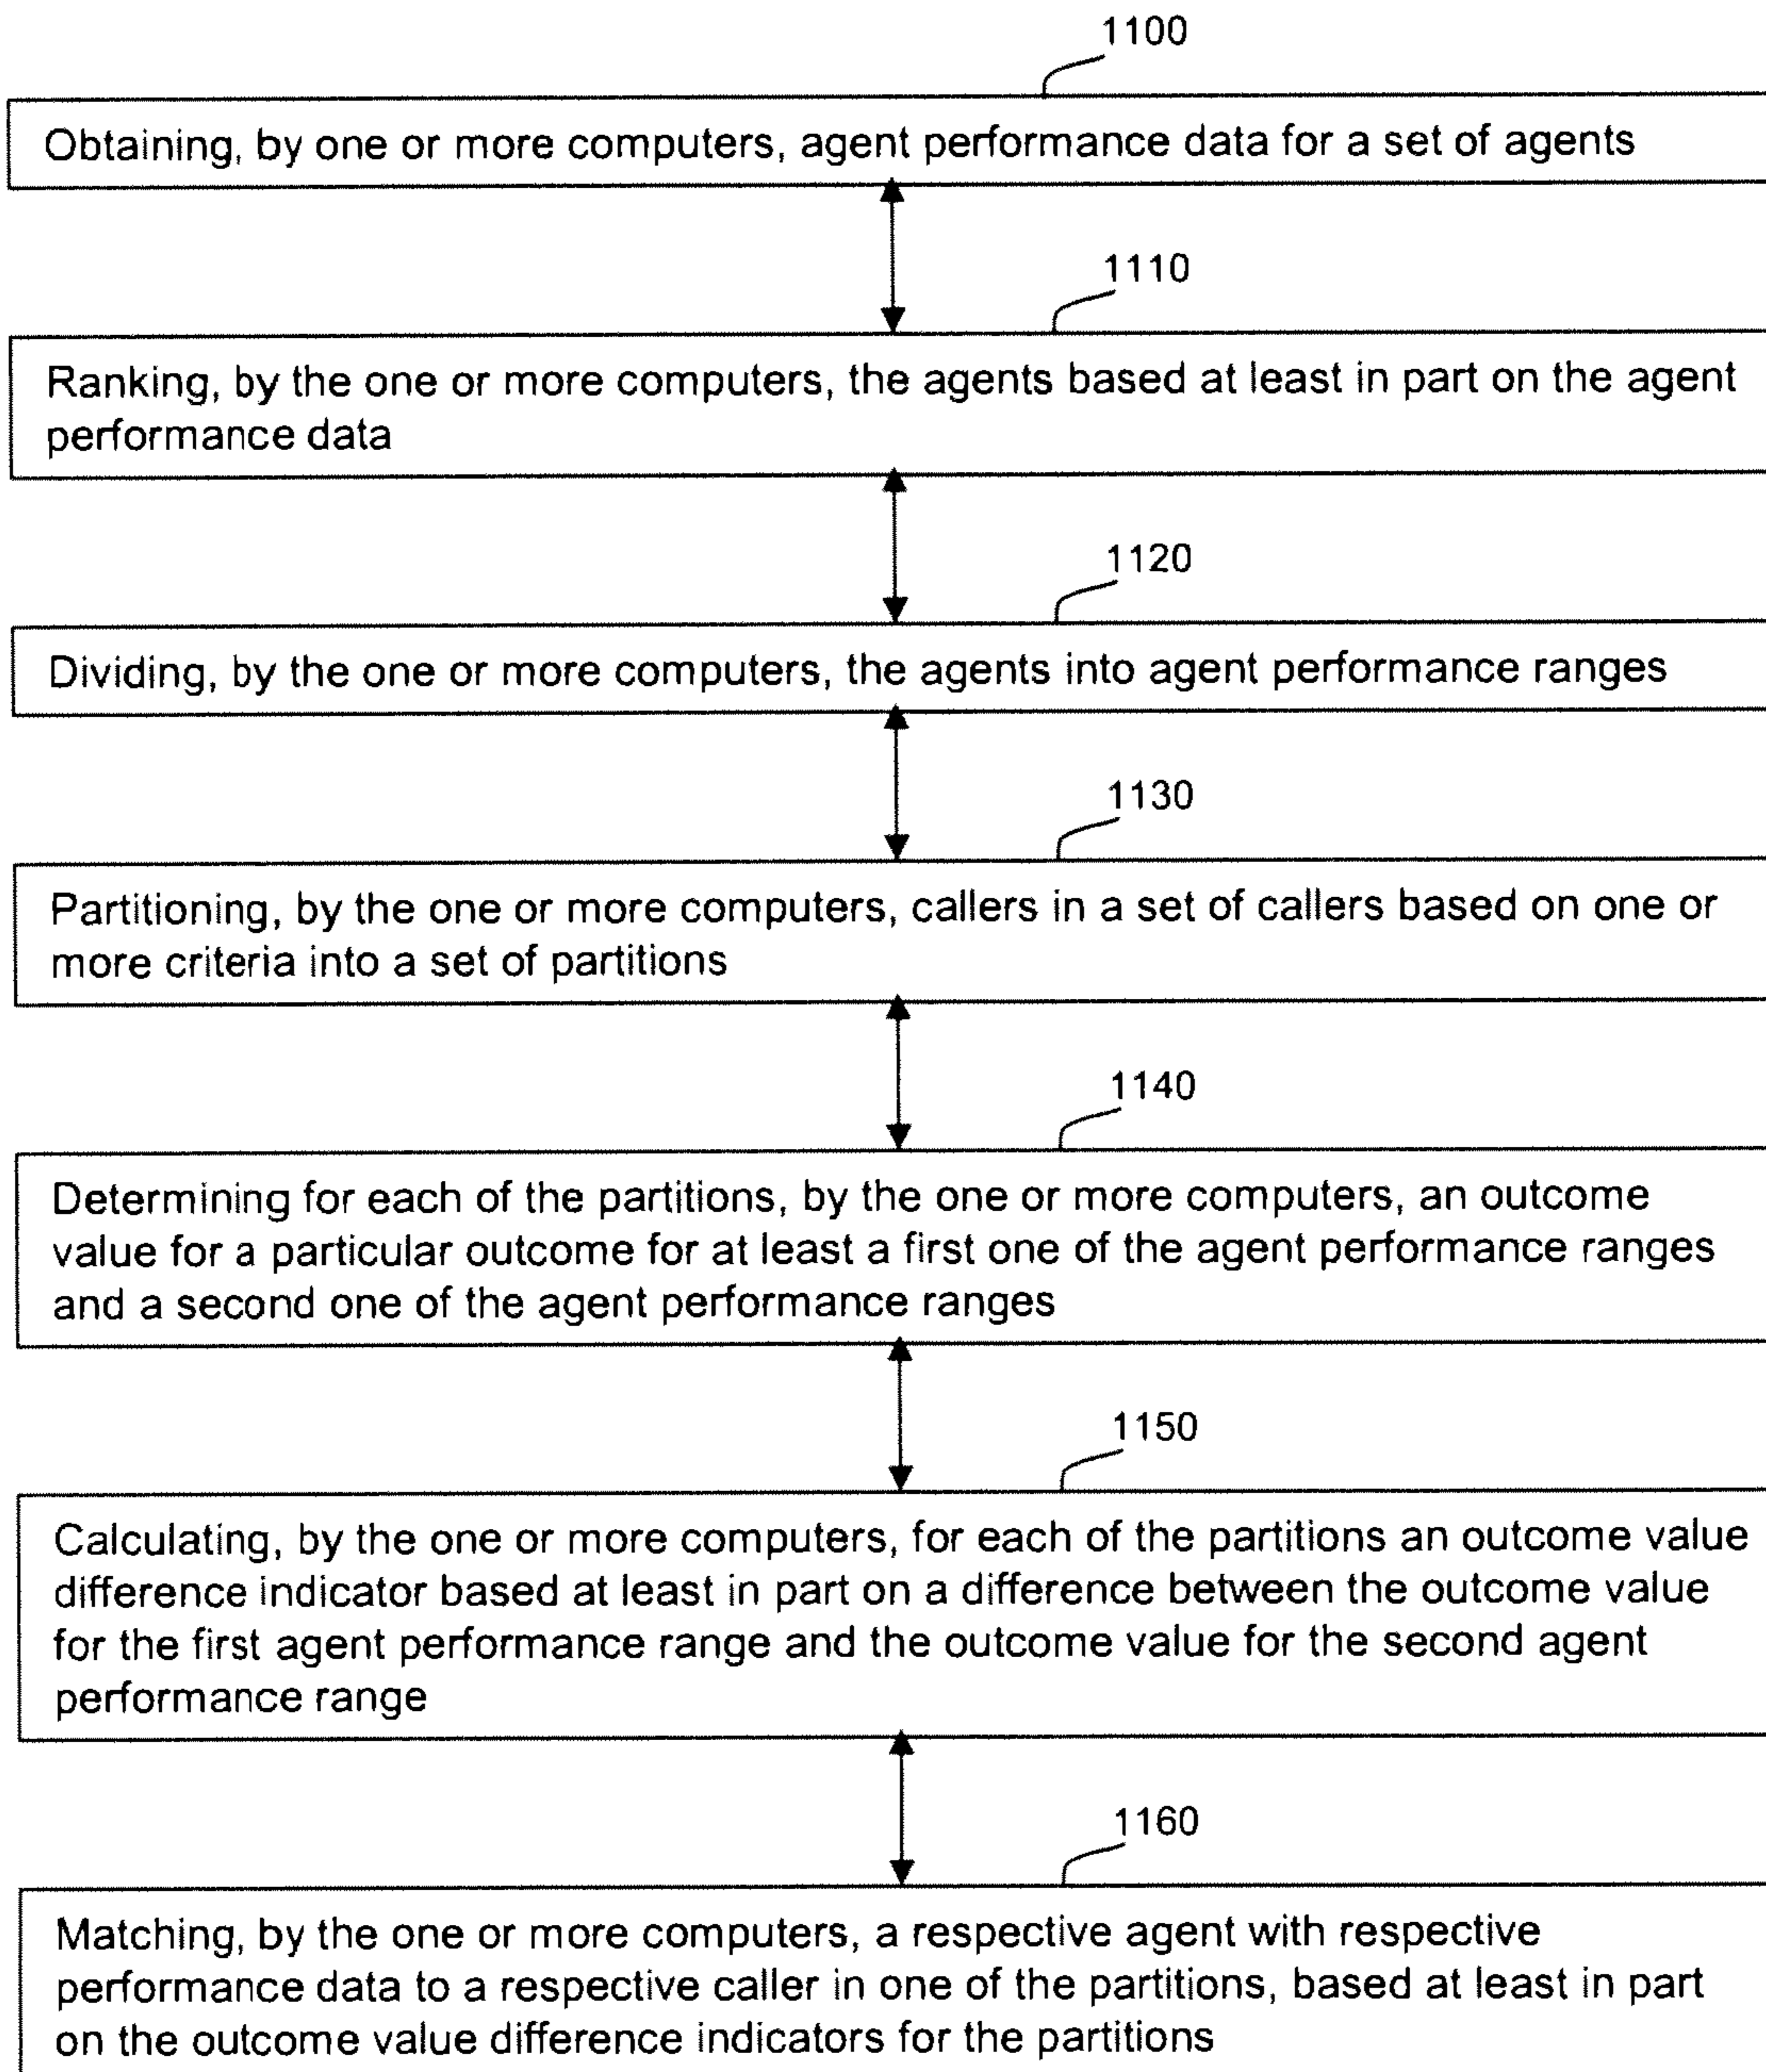 1100
Obtaining, by one or more computers, agent performance data for a set of agents
1110
Ranking, by the one or more computers, the agents based at least in part on the agent
performance data
1120
Dividing, by the one or more computers, the agents into agent performance ranges
1130
Partitioning, by the one or more computers, callers in a set of callers based on one or
more criteria into a set of partitions
1140
Determining for each of the partitions, by the one or more computers, an outcome
value for a particular outcome for at least a first one of the agent performance ranges
and a second one of the agent performance ranges
1150
Calculating, by the one or more computers, for each of the partitions an outcome value
difference indicator based at least in part on a difference between the outcome value
for the first agent performance range and the outcome value for the second agent
performance range
1160
Matching, by the one or more computers, a respective agent with respective
performance data to a respective caller in one of the partitions, based at least in part
on the outcome value difference indicators for the partitions